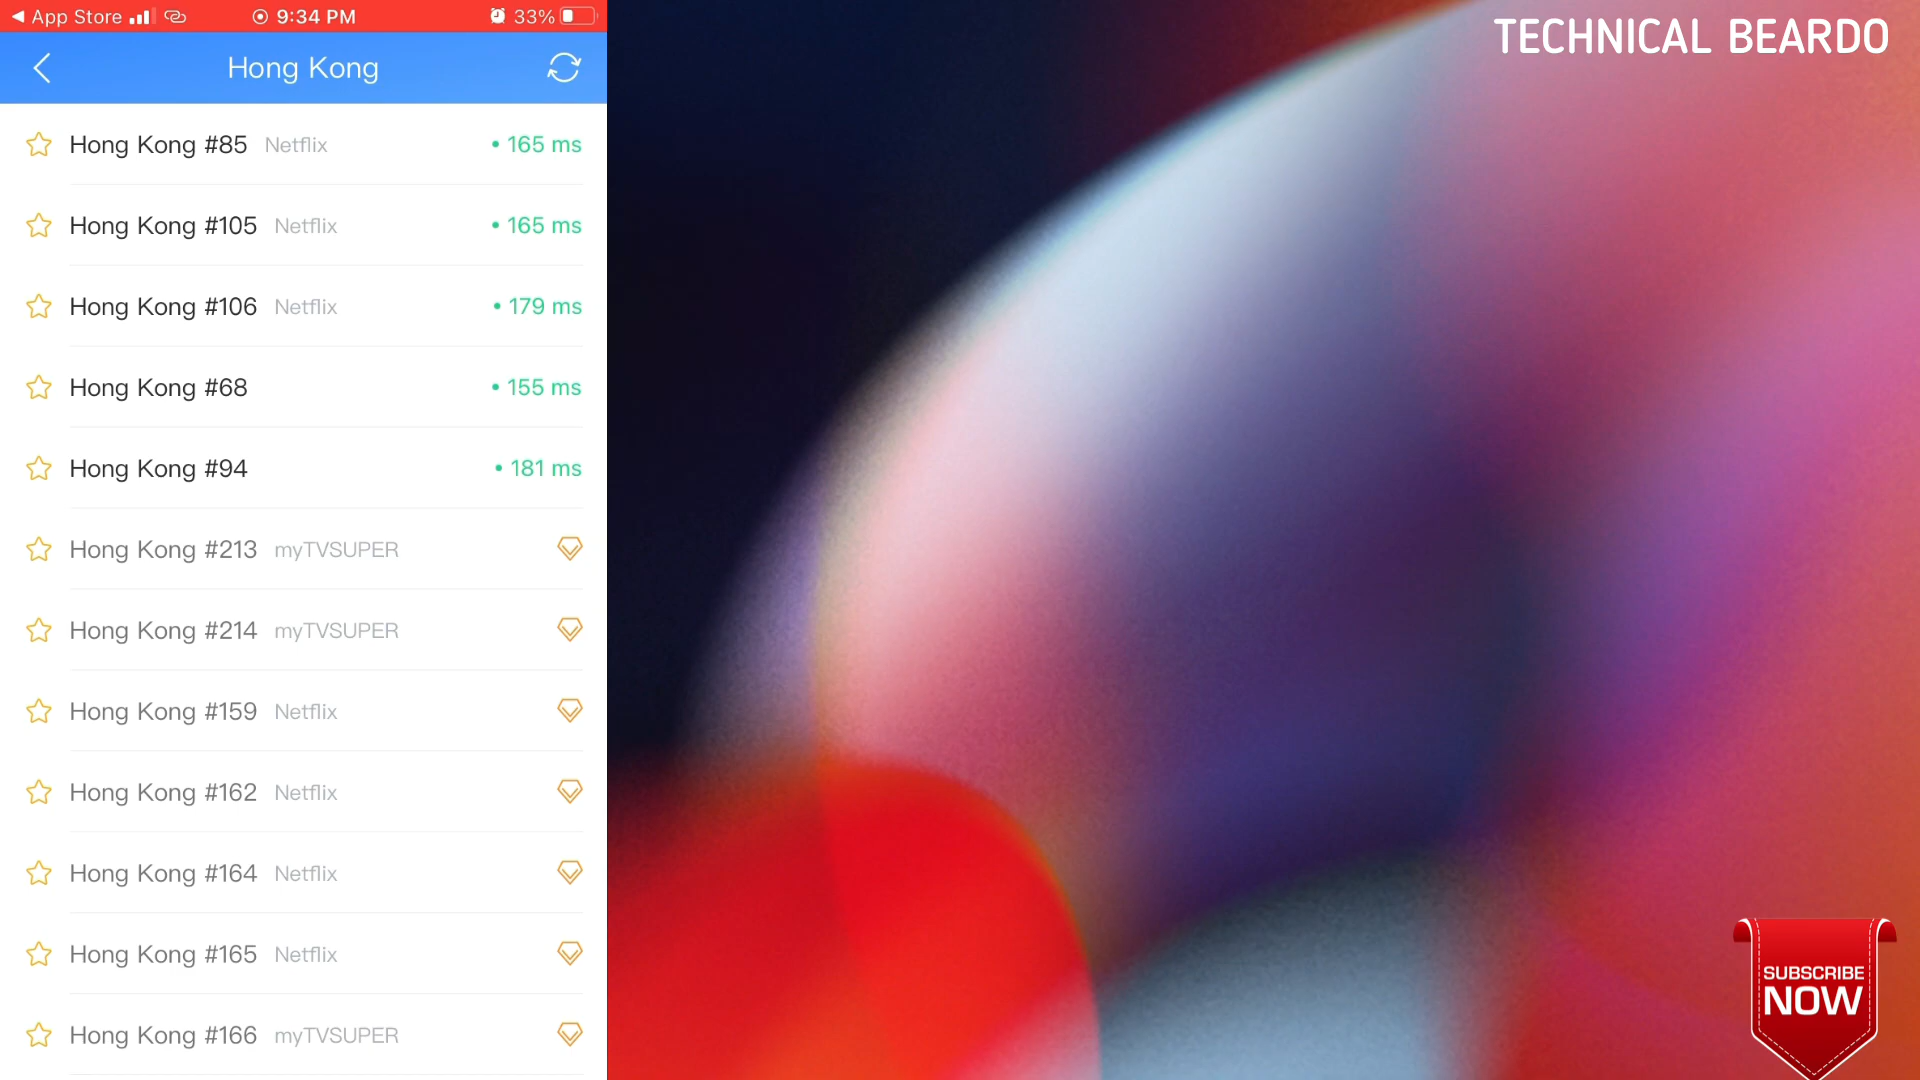 App Store 9:34 PM 33%
TECHNICAL BEARDO
Hong Kong
Hong Kong #85 Netflix • 165 ms
Hong Kong #105 Netflix • 165 ms
Hong Kong #106 Netflix • 179 ms
Hong Kong #68 • 155 ms
Hong Kong #94 • 181 ms
Hong Kong #213 myTVSUPER
Hong Kong #214 myTVSUPER
Hong Kong #159 Netflix
Hong Kong #162 Netflix
Hong Kong #164 Netflix
Hong Kong #165 Netflix
Hong Kong #166 myTVSUPER
SUBSCRIBE
NOW